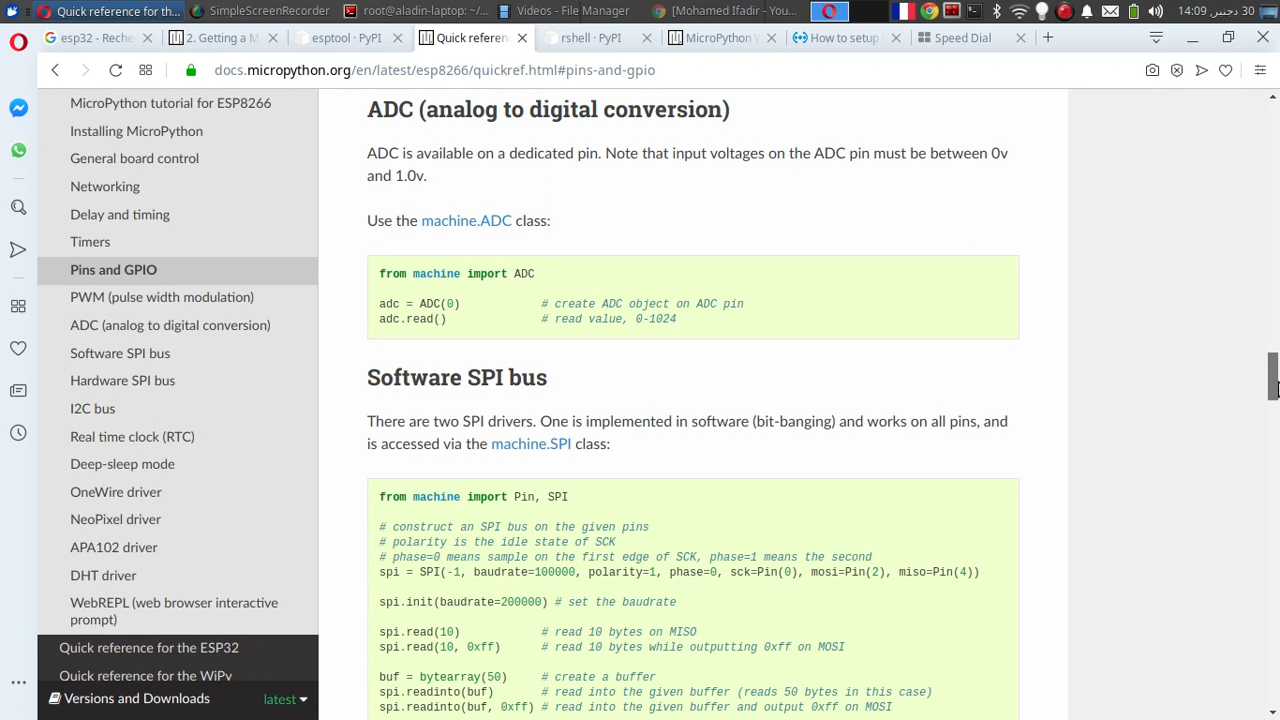 Quick reference for th...
SimpleScreenRecorder
root@aladin-laptop: ~/...
Videos - File Manager
[Mohamed Ibdir - You...
14:09 ,30 دنجبر
esp32 - Reche
2. Getting a M
esptool · PyPI
Quick referen
rshell · PyPI
MicroPython W
How to setup
Speed Dial
docs.micropython.org/en/latest/esp8266/quickref.html#pins-and-gpio
MicroPython tutorial for ESP8266
Installing MicroPython
General board control
Networking
Delay and timing
Timers
Pins and GPIO
PWM (pulse width modulation)
ADC (analog to digital conversion)
Software SPI bus
Hardware SPI bus
I2C bus
Real time clock (RTC)
Deep-sleep mode
OneWire driver
NeoPixel driver
APA102 driver
DHT driver
WebREPL (web browser interactive
prompt)
Quick reference for the ESP32
Quick reference for the WiPy
Versions and Downloads
latest
ADC (analog to digital conversion)
ADC is available on a dedicated pin. Note that input voltages on the ADC pin must be between 0v
and 1.0v.
Use the machine.ADC class:
from machine import ADC
adc = ADC(0)            # create ADC object on ADC pin
adc.read()              # read value, 0-1024
Software SPI bus
There are two SPI drivers. One is implemented in software (bit-banging) and works on all pins, and
is accessed via the machine.SPI class:
from machine import Pin, SPI
# construct an SPI bus on the given pins
# polarity is the idle state of SCK
# phase=0 means sample on the first edge of SCK, phase=1 means the second
spi = SPI(-1, baudrate=100000, polarity=1, phase=0, sck=Pin(0), mosi=Pin(2), miso=Pin(4))
spi.init(baudrate=200000) # set the baudrate
spi.read(10)            # read 10 bytes on MISO
spi.read(10, 0xff)      # read 10 bytes while outputting 0xff on MOSI
buf = bytearray(50)     # create a buffer
spi.readinto(buf)       # read into the given buffer (reads 50 bytes in this case)
spi.readinto(buf, 0xff) # read into the given buffer and output 0xff on MOSI